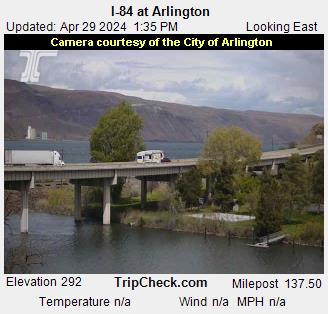 I-84 at Arlington
Updated: Apr 29 2024 1:35 PM Looking East
Camera courtesy of the City of Arlington
Elevation 292 TripCheck.com Milepost 137.50
Temperature n/a Wind n/a MPH n/a